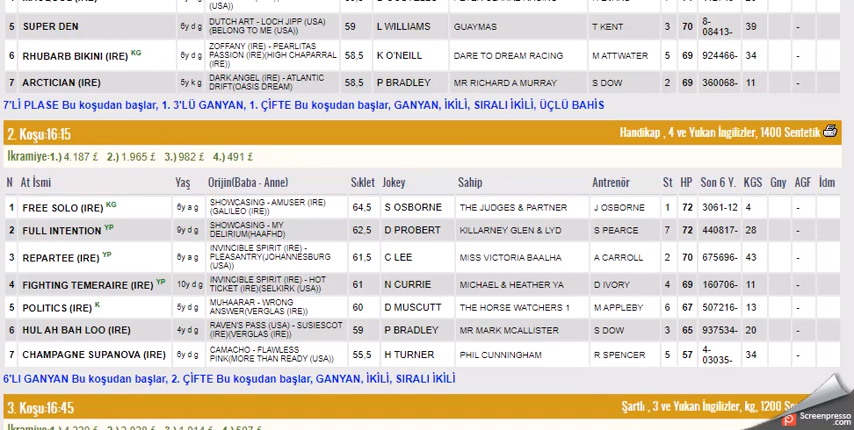 5 SUPER DEN 6y d g DUTCH ART - LOCH JIPP (USA) (BELONG TO ME (USA)) 59 L WILLIAMS GUAYMAS T KENT 3 70 8-08413- 39
6 RHUBARB BIKINI (IRE) KG 6y d g ZOFFANY (IRE) - PEARLITAS PASSION (IRE)(HIGH CHAPARRAL (IRE)) 58,5 K O'NEILL DARE TO DREAM RACING M ATTWATER 5 69 924466- 34 -
7 ARCTICIAN (IRE) 5y k g DARK ANGEL (IRE) - ATLANTIC DRIFT(OASIS DREAM) 58,5 P BRADLEY MR RICHARD A MURRAY S DOW 2 69 360068- 11 -
7'Lİ PLASE Bu koşudan başlar, 1. 3'LÜ GANYAN, 1. ÇİFTE Bu koşudan başlar, GANYAN, İKİLİ, SIRALI İKİLİ, ÜÇLÜ BAHİS
2. Koşu:16:15 Handikap , 4 ve Yukarı İngilizler, 1400 Sentetik
İkramiye:1.) 4.187 £ 2.) 1.965 £ 3.) 982 £ 4.) 491 £
N At İsmi Yaş Orijin(Baba - Anne) Sıklet Jokey Sahip Antrenör St HP Son 6 Y. KGS Gny AGF İdm
1 FREE SOLO (IRE) KG 6y a g SHOWCASING - AMUSER (IRE)(GALILEO (IRE)) 64,5 S OSBORNE THE JUDGES & PARTNER J OSBORNE 1 72 3061-12 4 -
2 FULL INTENTION YP 9y d g SHOWCASING - MY DELIRIUM(HAAFHD) 62,5 D PROBERT KILLARNEY GLEN & LYD S PEARCE 7 72 440817- 28 -
3 REPARTEE (IRE) YP 6y a g INVINCIBLE SPIRIT (IRE) - PLEASANTRY(JOHANNESBURG (USA)) 61,5 C LEE MISS VICTORIA BAALHA A CARROLL 2 70 675696- 43 -
4 FIGHTING TEMERAIRE (IRE) YP 10y d g INVINCIBLE SPIRIT (IRE) - HOT TICKET (IRE)(SELKIRK (USA)) 61 N CURRIE MICHAEL & HEATHER YA D IVORY 4 69 160706- 11 -
5 POLITICS (IRE) K 5y d g MUHAARAR - WRONG ANSWER(VERGLAS (IRE)) 60 D MUSCUTT THE HORSE WATCHERS 1 M APPLEBY 6 67 507216- 13 -
6 HUL AH BAH LOO (IRE) 4y d g RAVEN'S PASS (USA) - SUSIESCOT (IRE)(VERGLAS (IRE)) 59 P BRADLEY MR MARK MCALLISTER S DOW 3 65 937534- 20 -
7 CHAMPAGNE SUPANOVA (IRE) 6y d g CAMACHO - FLAWLESS PINK(MORE THAN READY (USA)) 55,5 H TURNER PHIL CUNNINGHAM R SPENCER 5 57 4-03035- 34 -
6'LI GANYAN Bu koşudan başlar, 2. ÇİFTE Bu koşudan başlar, GANYAN, İKİLİ, SIRALI İKİLİ
3. Koşu:16:45 Şartlı , 3 ve Yukarı İngilizler, kg, 1200
Screenpresso.com